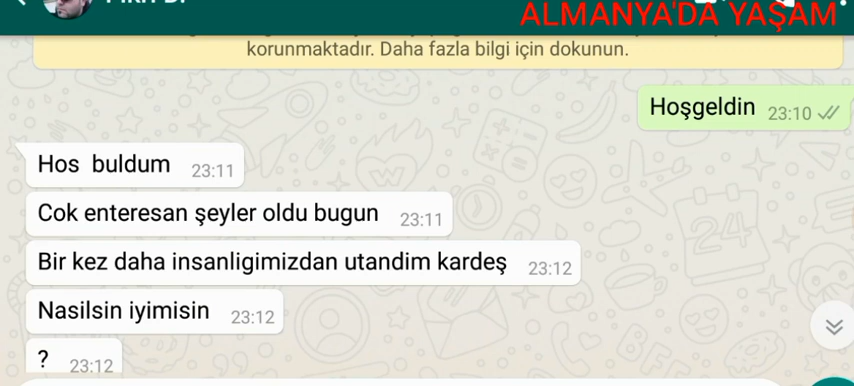 ALMANYA'DA YAŞAM
korunmaktadır. Daha fazla bilgi için dokunun.
Hoşgeldin 23:10
Hos buldum 23:11
Cok enteresan şeyler oldu bugun 23:11
Bir kez daha insanligimizdan utandim kardeş 23:12
Nasilsin iyimisin 23:12
? 23:12